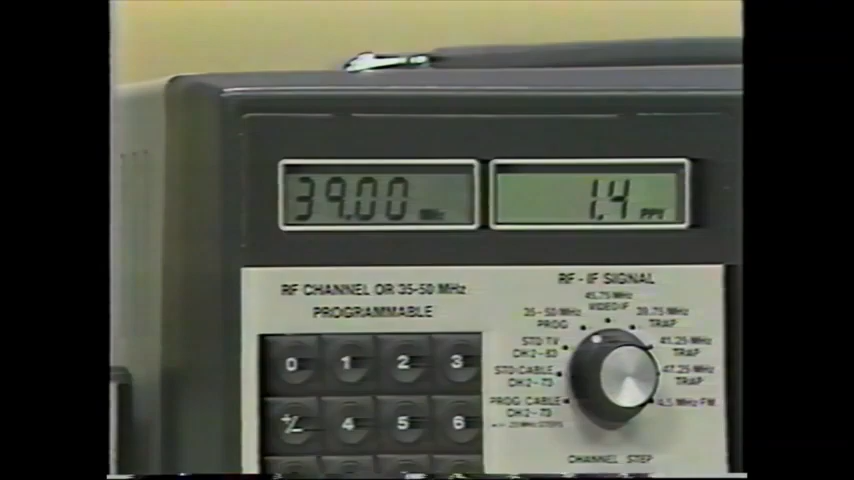 39.00 MHz
1.4 PPV
RF CHANNEL OR 35-50 MHz
PROGRAMMABLE
0 1 2 3
+/- 4 5 6
RF - IF SIGNAL
45.75 MHz
VIDEO IF
35-50 MHz
PROG
STD TV
CH 2-83
STD CABLE
CH 2-73
PROG CABLE
CH 2-73
39.75 MHz
TRAP
41.25 MHz
TRAP
47.25 MHz
TRAP
4.5 MHz FM
CHANNEL STEP